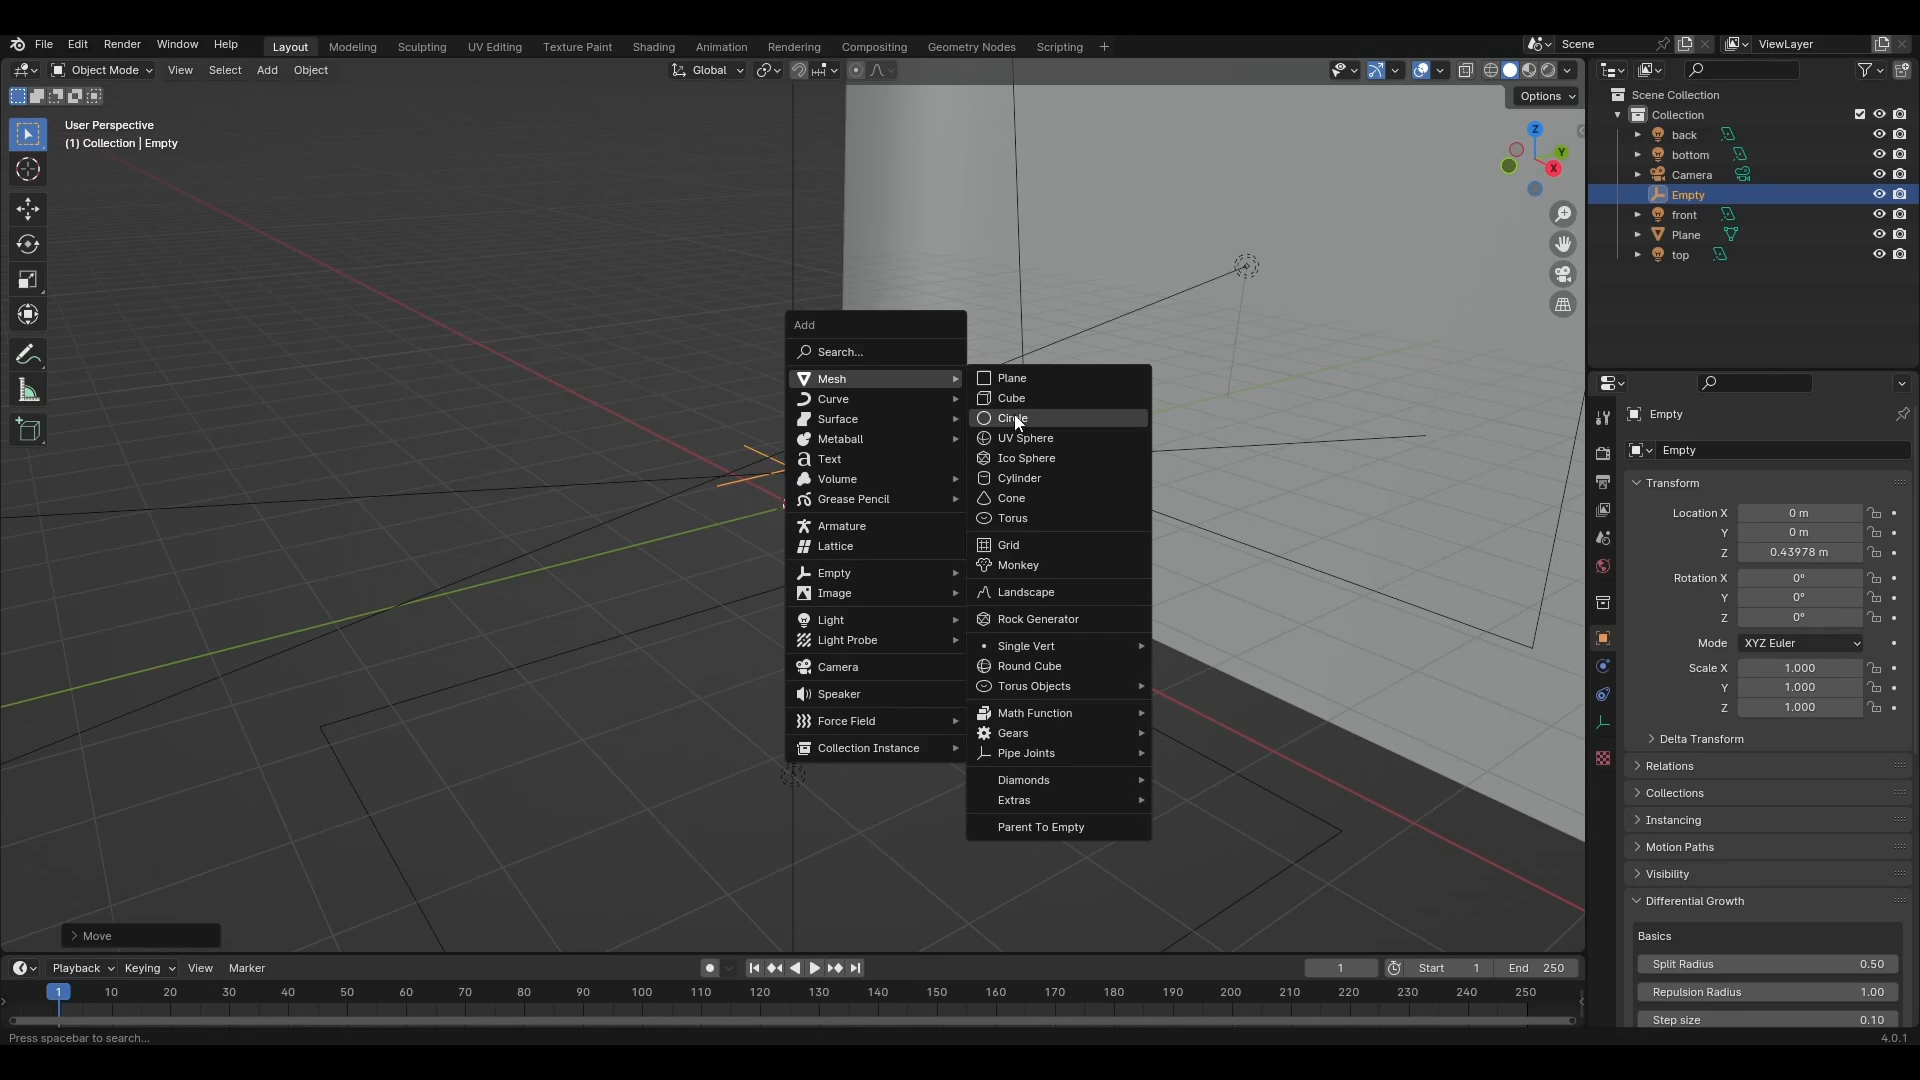 File Edit Render Window Help Layout Modeling Sculpting UV Editing Texture Paint Shading Animation Rendering Compositing Geometry Nodes Scripting + Scene ViewLayer
Object Mode View Select Add Object Global
Options
User Perspective
(1) Collection | Empty
Z
Y
X
Scene Collection
Collection
back
bottom
Camera
Empty
front
Plane
top
Add
Search...
Mesh
Curve
Surface
Metaball
Text
Volume
Grease Pencil
Armature
Lattice
Empty
Image
Light
Light Probe
Camera
Speaker
Force Field
Collection Instance
Plane
Cube
Circle
UV Sphere
Ico Sphere
Cylinder
Cone
Torus
Grid
Monkey
Landscape
Rock Generator
Single Vert
Round Cube
Torus Objects
Math Function
Gears
Pipe Joints
Diamonds
Extras
Parent To Empty
Empty
Empty
Transform
Location X 0 m
Y 0 m
Z 0.43978 m
Rotation X 0°
Y 0°
Z 0°
Mode XYZ Euler
Scale X 1.000
Y 1.000
Z 1.000
Delta Transform
Relations
Collections
Instancing
Motion Paths
Visibility
Differential Growth
Basics
Split Radius 0.50
Repulsion Radius 1.00
Step size 0.10
Move
Playback Keying View Marker 1 Start 1 End 250
1 10 20 30 40 50 60 70 80 90 100 110 120 130 140 150 160 170 180 190 200 210 220 230 240 250
Press spacebar to search...
4.0.1